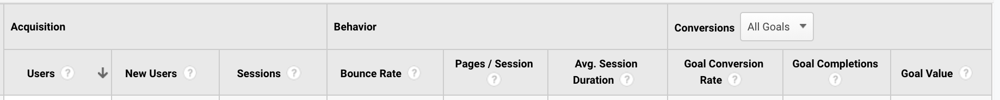 Acquisition
Behavior
Conversions All Goals
Users ?
New Users ?
Sessions ?
Bounce Rate ?
Pages / Session
?
Avg. Session
Duration ?
Goal Conversion
Rate ?
Goal Completions
?
Goal Value ?